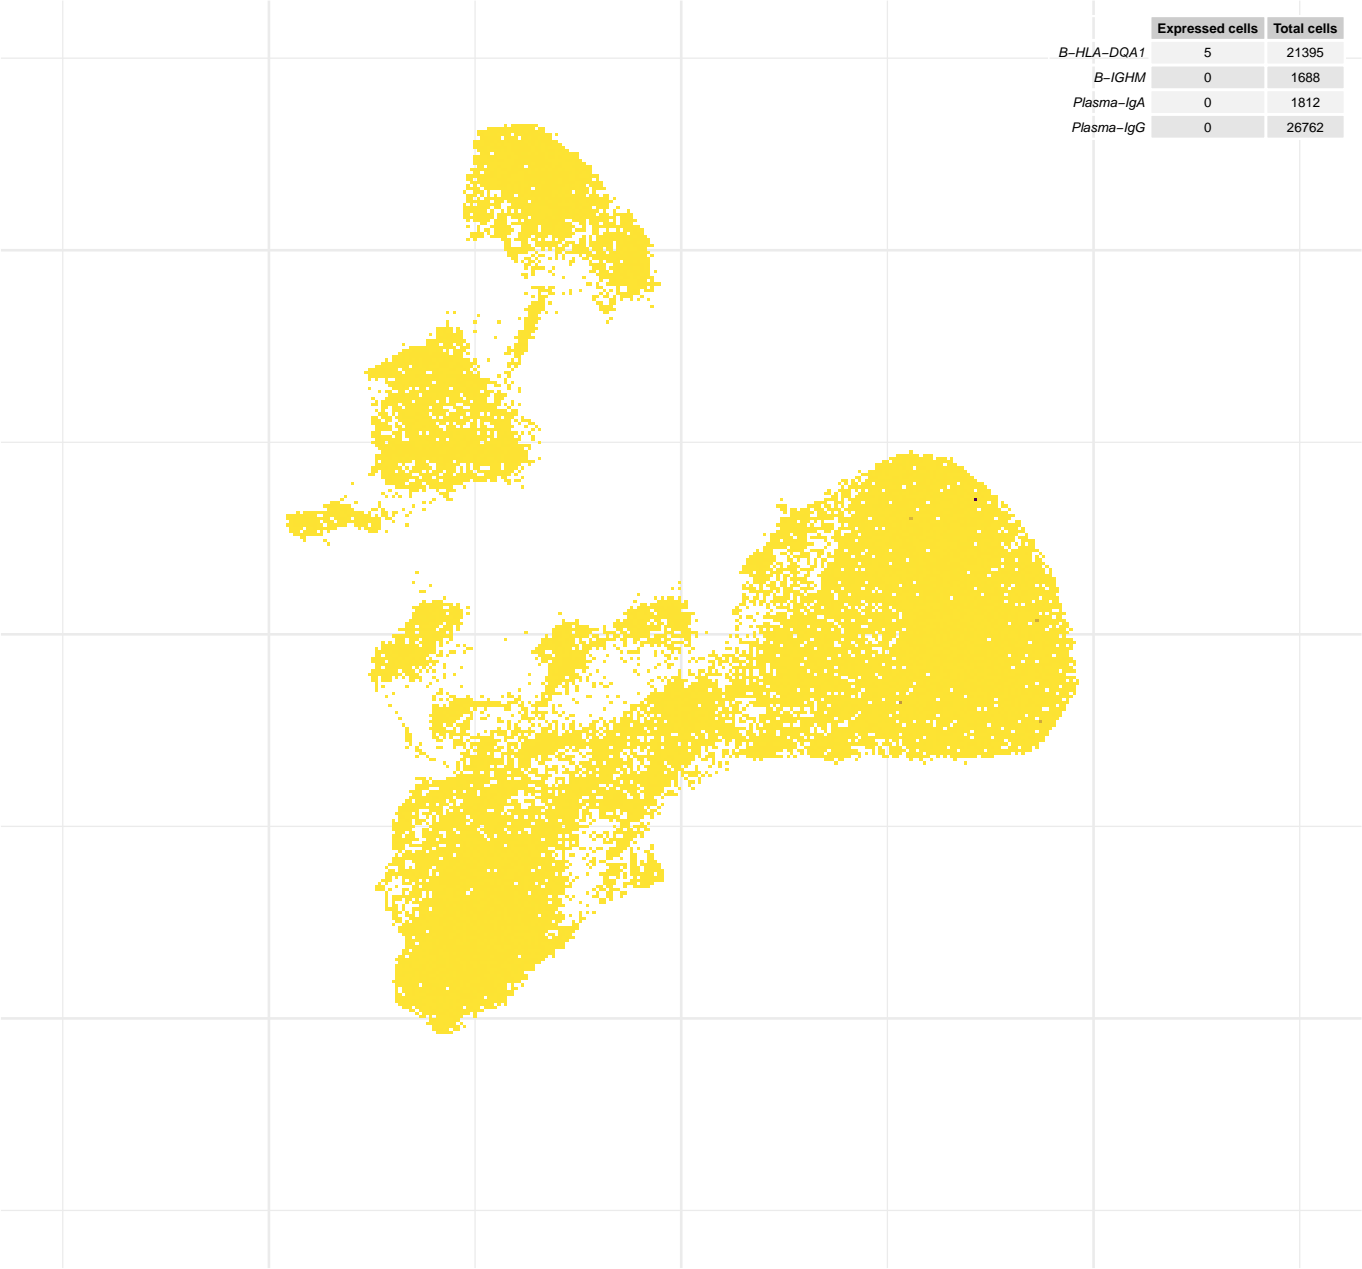 Expressed cells Total cells
B−HLA−DQA1 5 21395
B−IGHM 0 1688
Plasma−IgA 0 1812
Plasma−IgG 0 26762